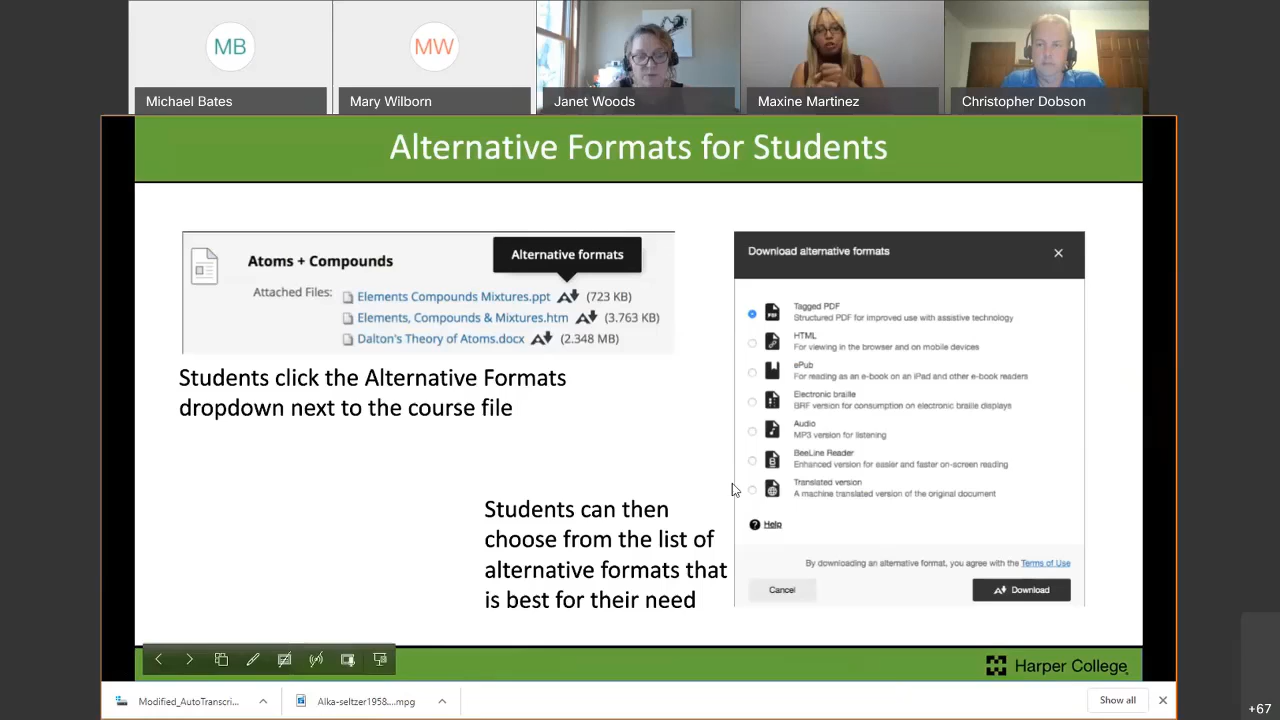 MB
MW
Michael Bates
Mary Wilborn
Janet Woods
Maxine Martinez
Christopher Dobson
Alternative Formats for Students
Alternative formats
Atoms + Compounds
Attached Files:
Elements Compounds Mixtures.ppt (723 KB)
Elements, Compounds & Mixtures.htm (3.763 KB)
Dalton's Theory of Atoms.docx (2.348 MB)
Students click the Alternative Formats
dropdown next to the course file
Download alternative formats
Tagged PDF
Structured PDF for improved use with assistive technology
HTML
For viewing in the browser and on mobile devices
ePub
For reading as an e-book on an iPad and other e-book readers
Electronic braille
BRF version for consumption on electronic braille displays
Audio
MP3 version for listening
BeeLine Reader
Enhanced version for easier and faster on-screen reading
Translated version
A machine translated version of the original document
Help
By downloading an alternative format, you agree with the Terms of Use
Cancel
Download
Students can then
choose from the list of
alternative formats that
is best for their need
Harper College
Modified_AutoTranscri...
Alka-seltzer1958....mpg
Show all
+67